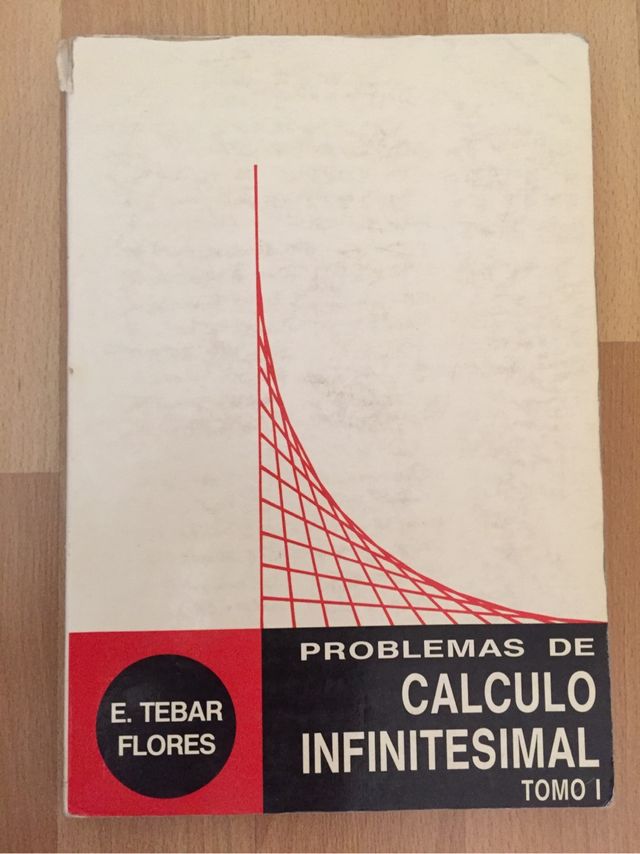 PROBLEMAS DE
CALCULO
INFINITESIMAL
TOMO I
E. TEBAR
FLORES